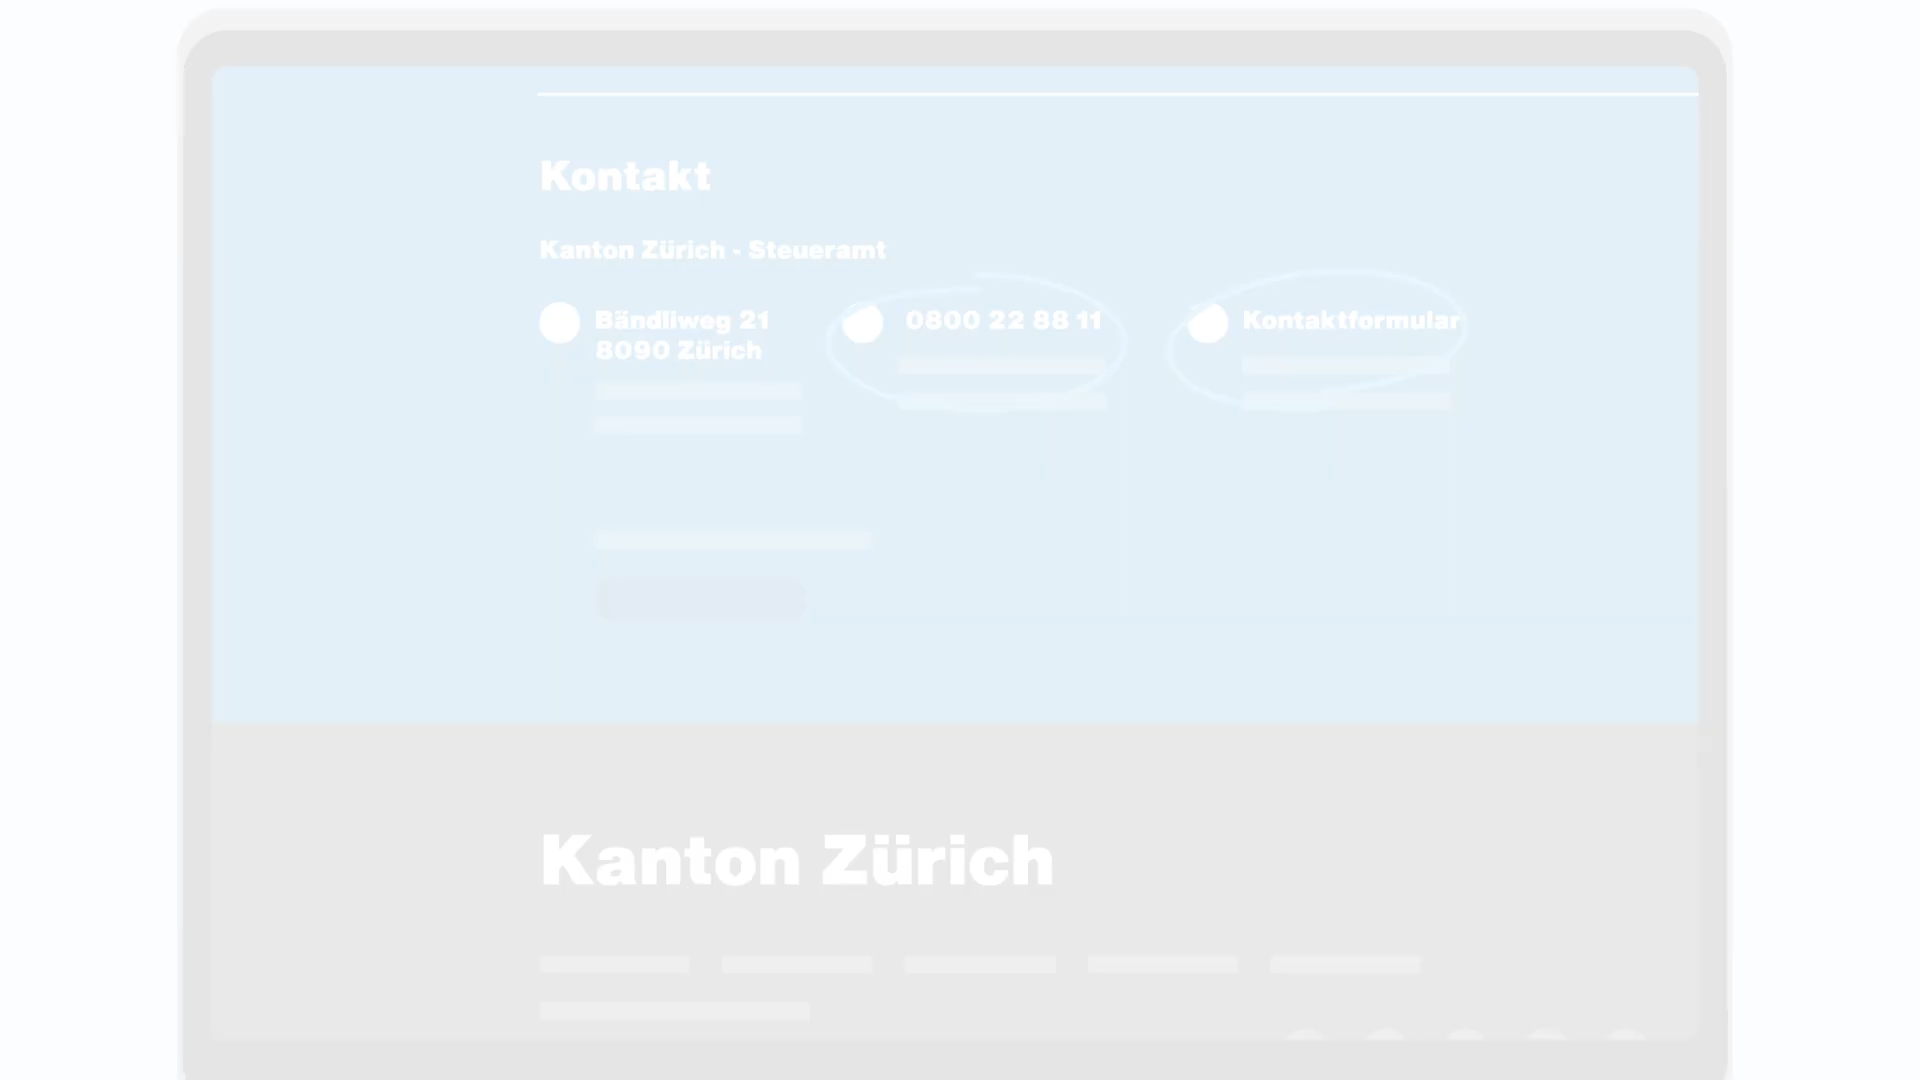 Kontakt
Kanton Zürich - Steueramt
Bändliweg 21
8090 Zürich
0800 22 88 11
Kontaktformular
Kanton Zürich